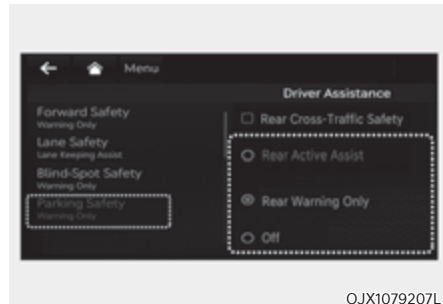 Menu
Driver Assistance
Forward Safety
Warning Only
Lane Safety
Lane Keeping Assist
Blind-Spot Safety
Warning Only
Parking Safety
Warning Only
Rear Cross-Traffic Safety
Rear Active Assist
Rear Warning Only
Off
OJX1079207L